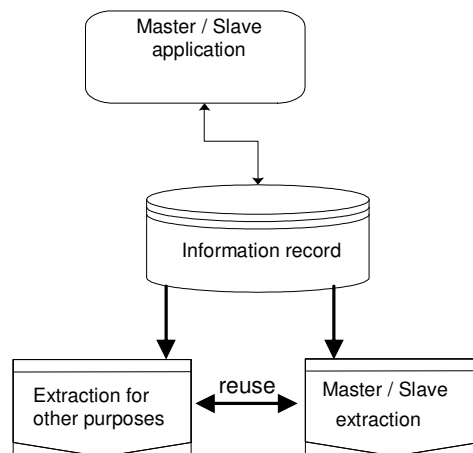 Master / Slave
application
Information record
Extraction for
other purposes
reuse
Master / Slave
extraction